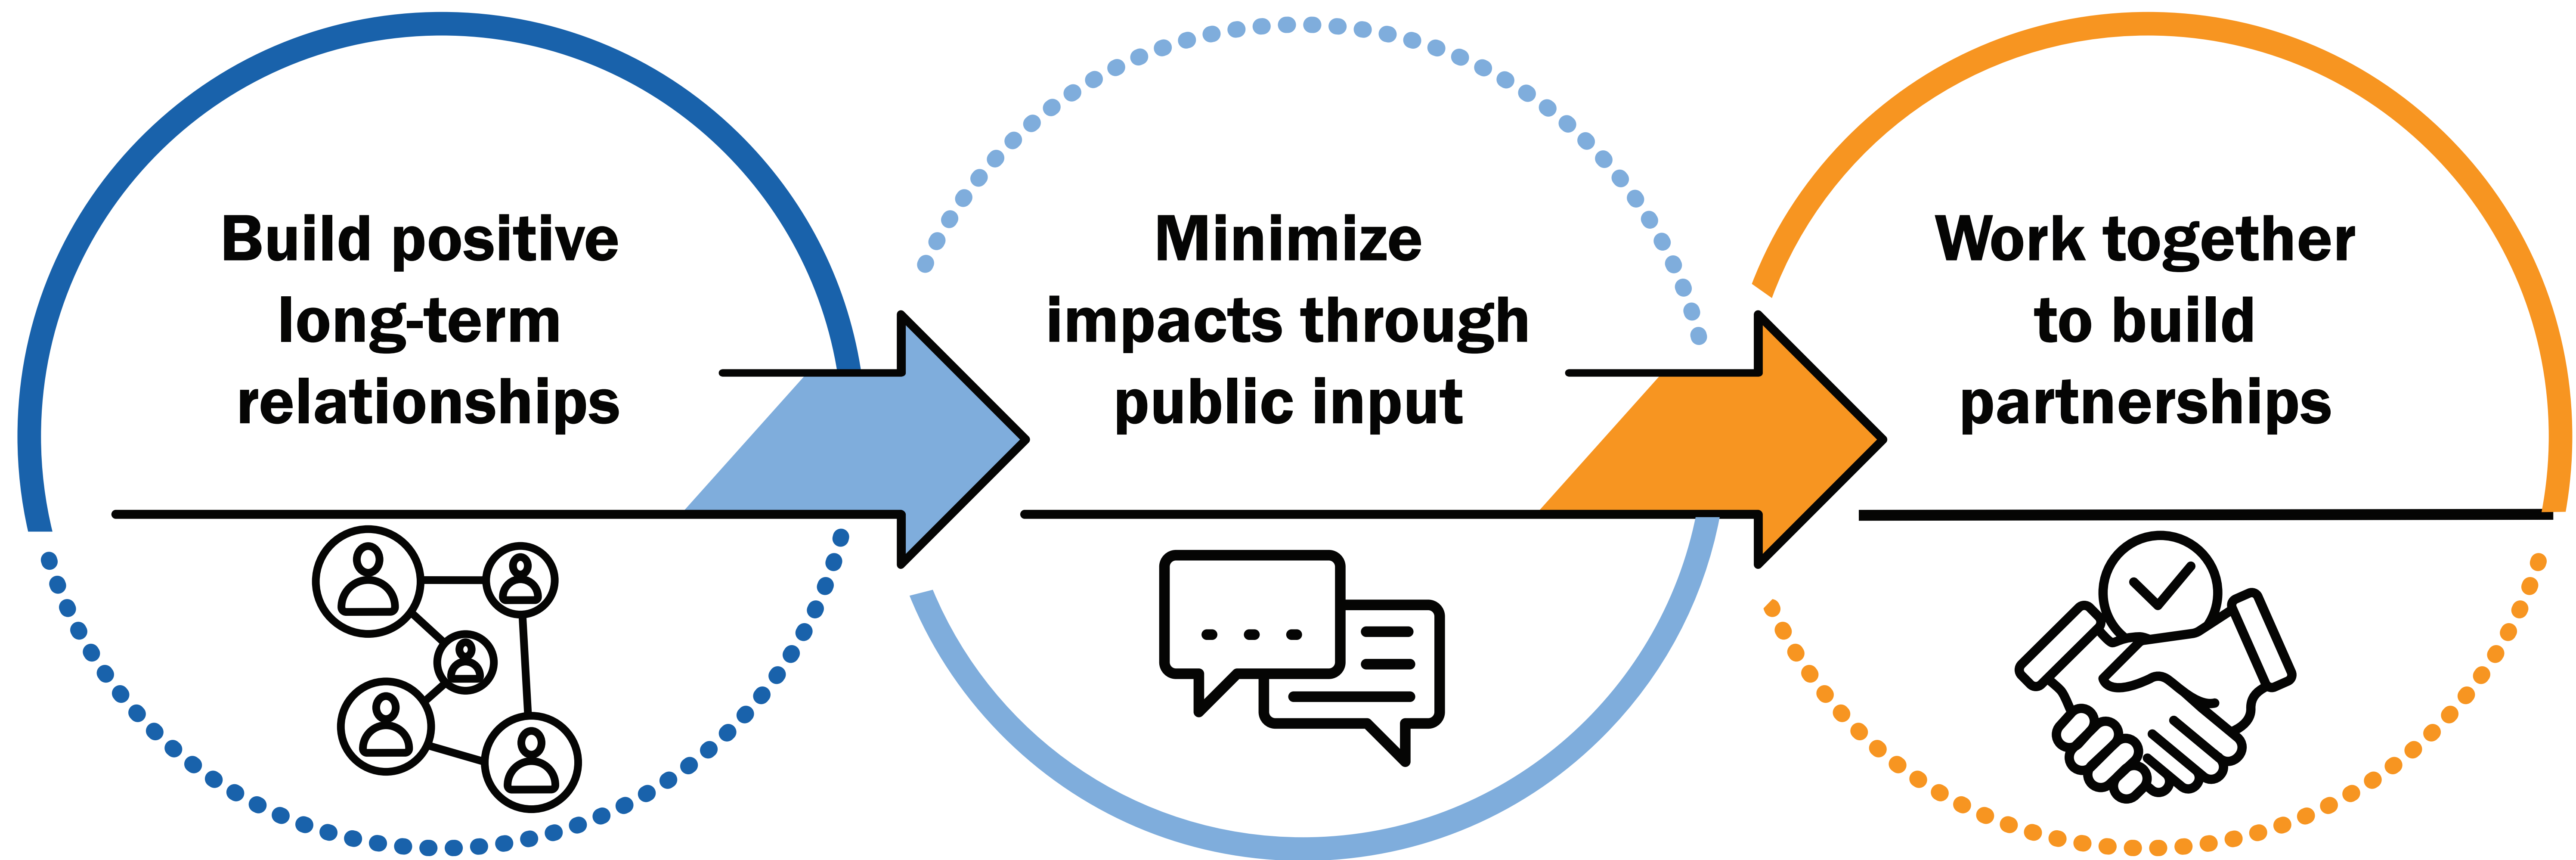 Build positive
long-term
relationships
Minimize
impacts through
public input
Work together
to build
partnerships